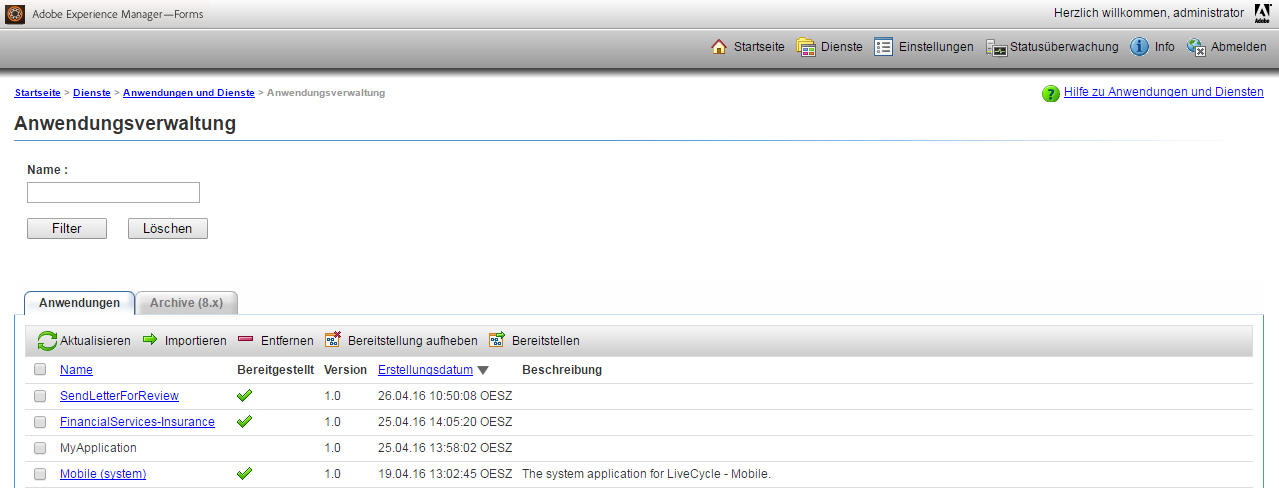 Adobe Experience Manager—Forms
Herzlich willkommen, administrator
Adobe
Startseite Dienste Einstellungen Statusüberwachung Info Abmelden
Startseite > Dienste > Anwendungen und Dienste > Anwendungsverwaltung
? Hilfe zu Anwendungen und Diensten
Anwendungsverwaltung
Name :
Filter Löschen
Anwendungen Archive (8.x)
Aktualisieren Importieren Entfernen Bereitstellung aufheben Bereitstellen
Name Bereitgestellt Version Erstellungsdatum Beschreibung
SendLetterForReview 1.0 26.04.16 10:50:08 OESZ
FinancialServices-Insurance 1.0 25.04.16 14:05:20 OESZ
MyApplication 1.0 25.04.16 13:58:02 OESZ
Mobile (system) 1.0 19.04.16 13:02:45 OESZ The system application for LiveCycle - Mobile.